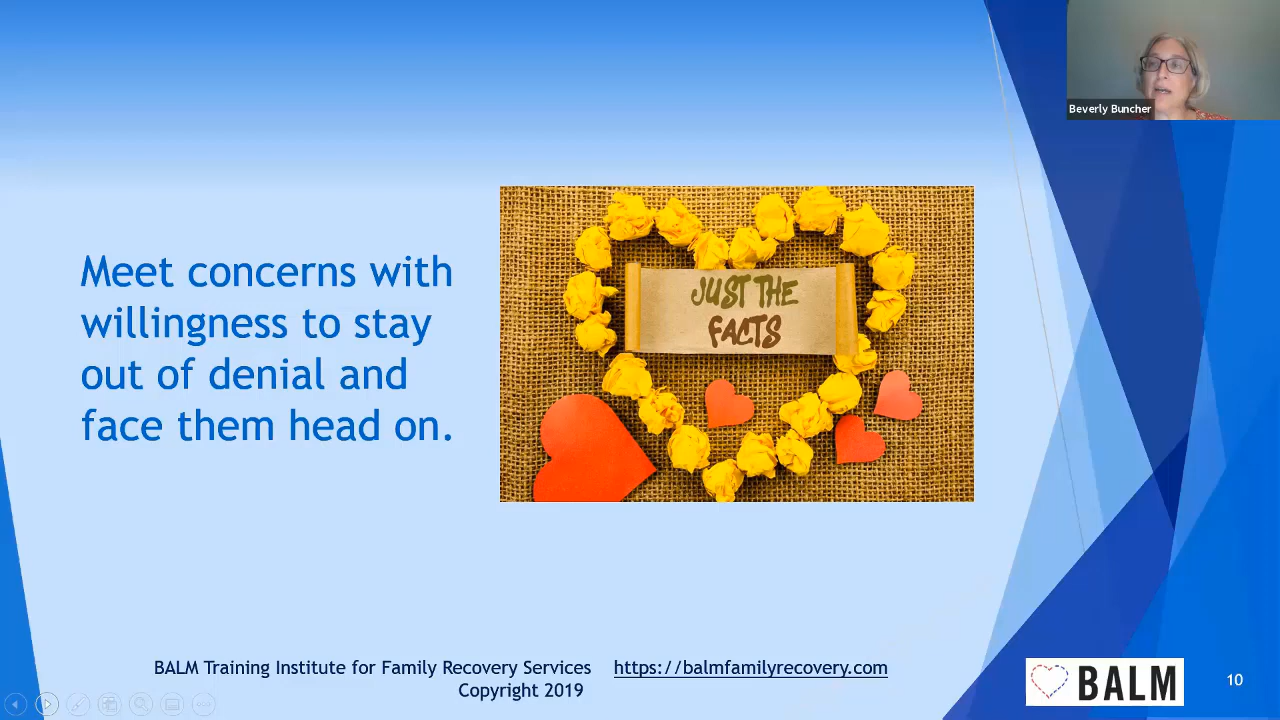 Beverly Buncher
Meet concerns with
willingness to stay
out of denial and
face them head on.
JUST THE
FACTS
BALM Training Institute for Family Recovery Services https://balmfamilyrecovery.com
Copyright 2019
BALM
10